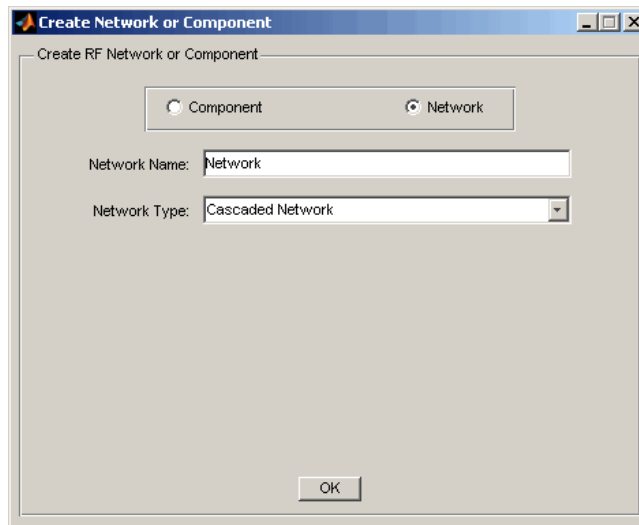 Create Network or Component
Create RF Network or Component
Component Network
Network Name: Network
Network Type: Cascaded Network
OK